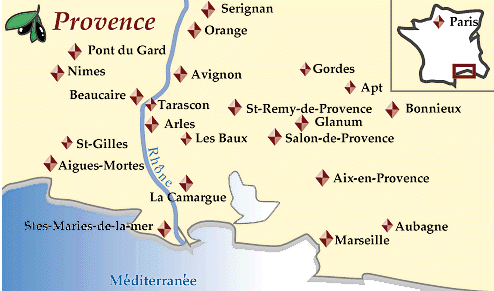 Provence
Serignan
Orange
Paris
Pont du Gard
Nimes
Avignon
Gordes
Apt
Beaucaire
Tarascon
St-Remy-de-Provence
Bonnieux
Arles
Glanum
St-Gilles
Les Baux
Salon-de-Provence
Aigues-Mortes
Rhône
Aix-en-Provence
La Camargue
Stes-Maries-de-la-mer
Aubagne
Marseille
Méditerranée